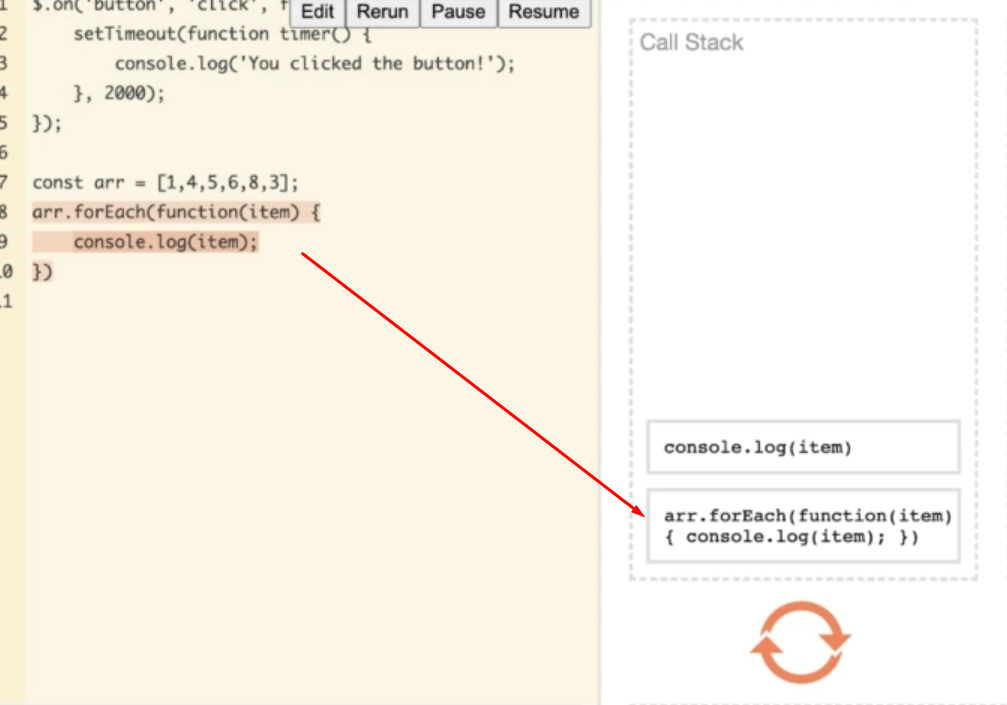 $.on('button', 'click', f
Edit Rerun Pause Resume
2 setTimeout(function timer() {
3 console.log('You clicked the button!');
4 }, 2000);
5 });
6
7 const arr = [1,4,5,6,8,3];
8 arr.forEach(function(item) {
9 console.log(item);
10 })
11
Call Stack
console.log(item)
arr.forEach(function(item)
{ console.log(item); })